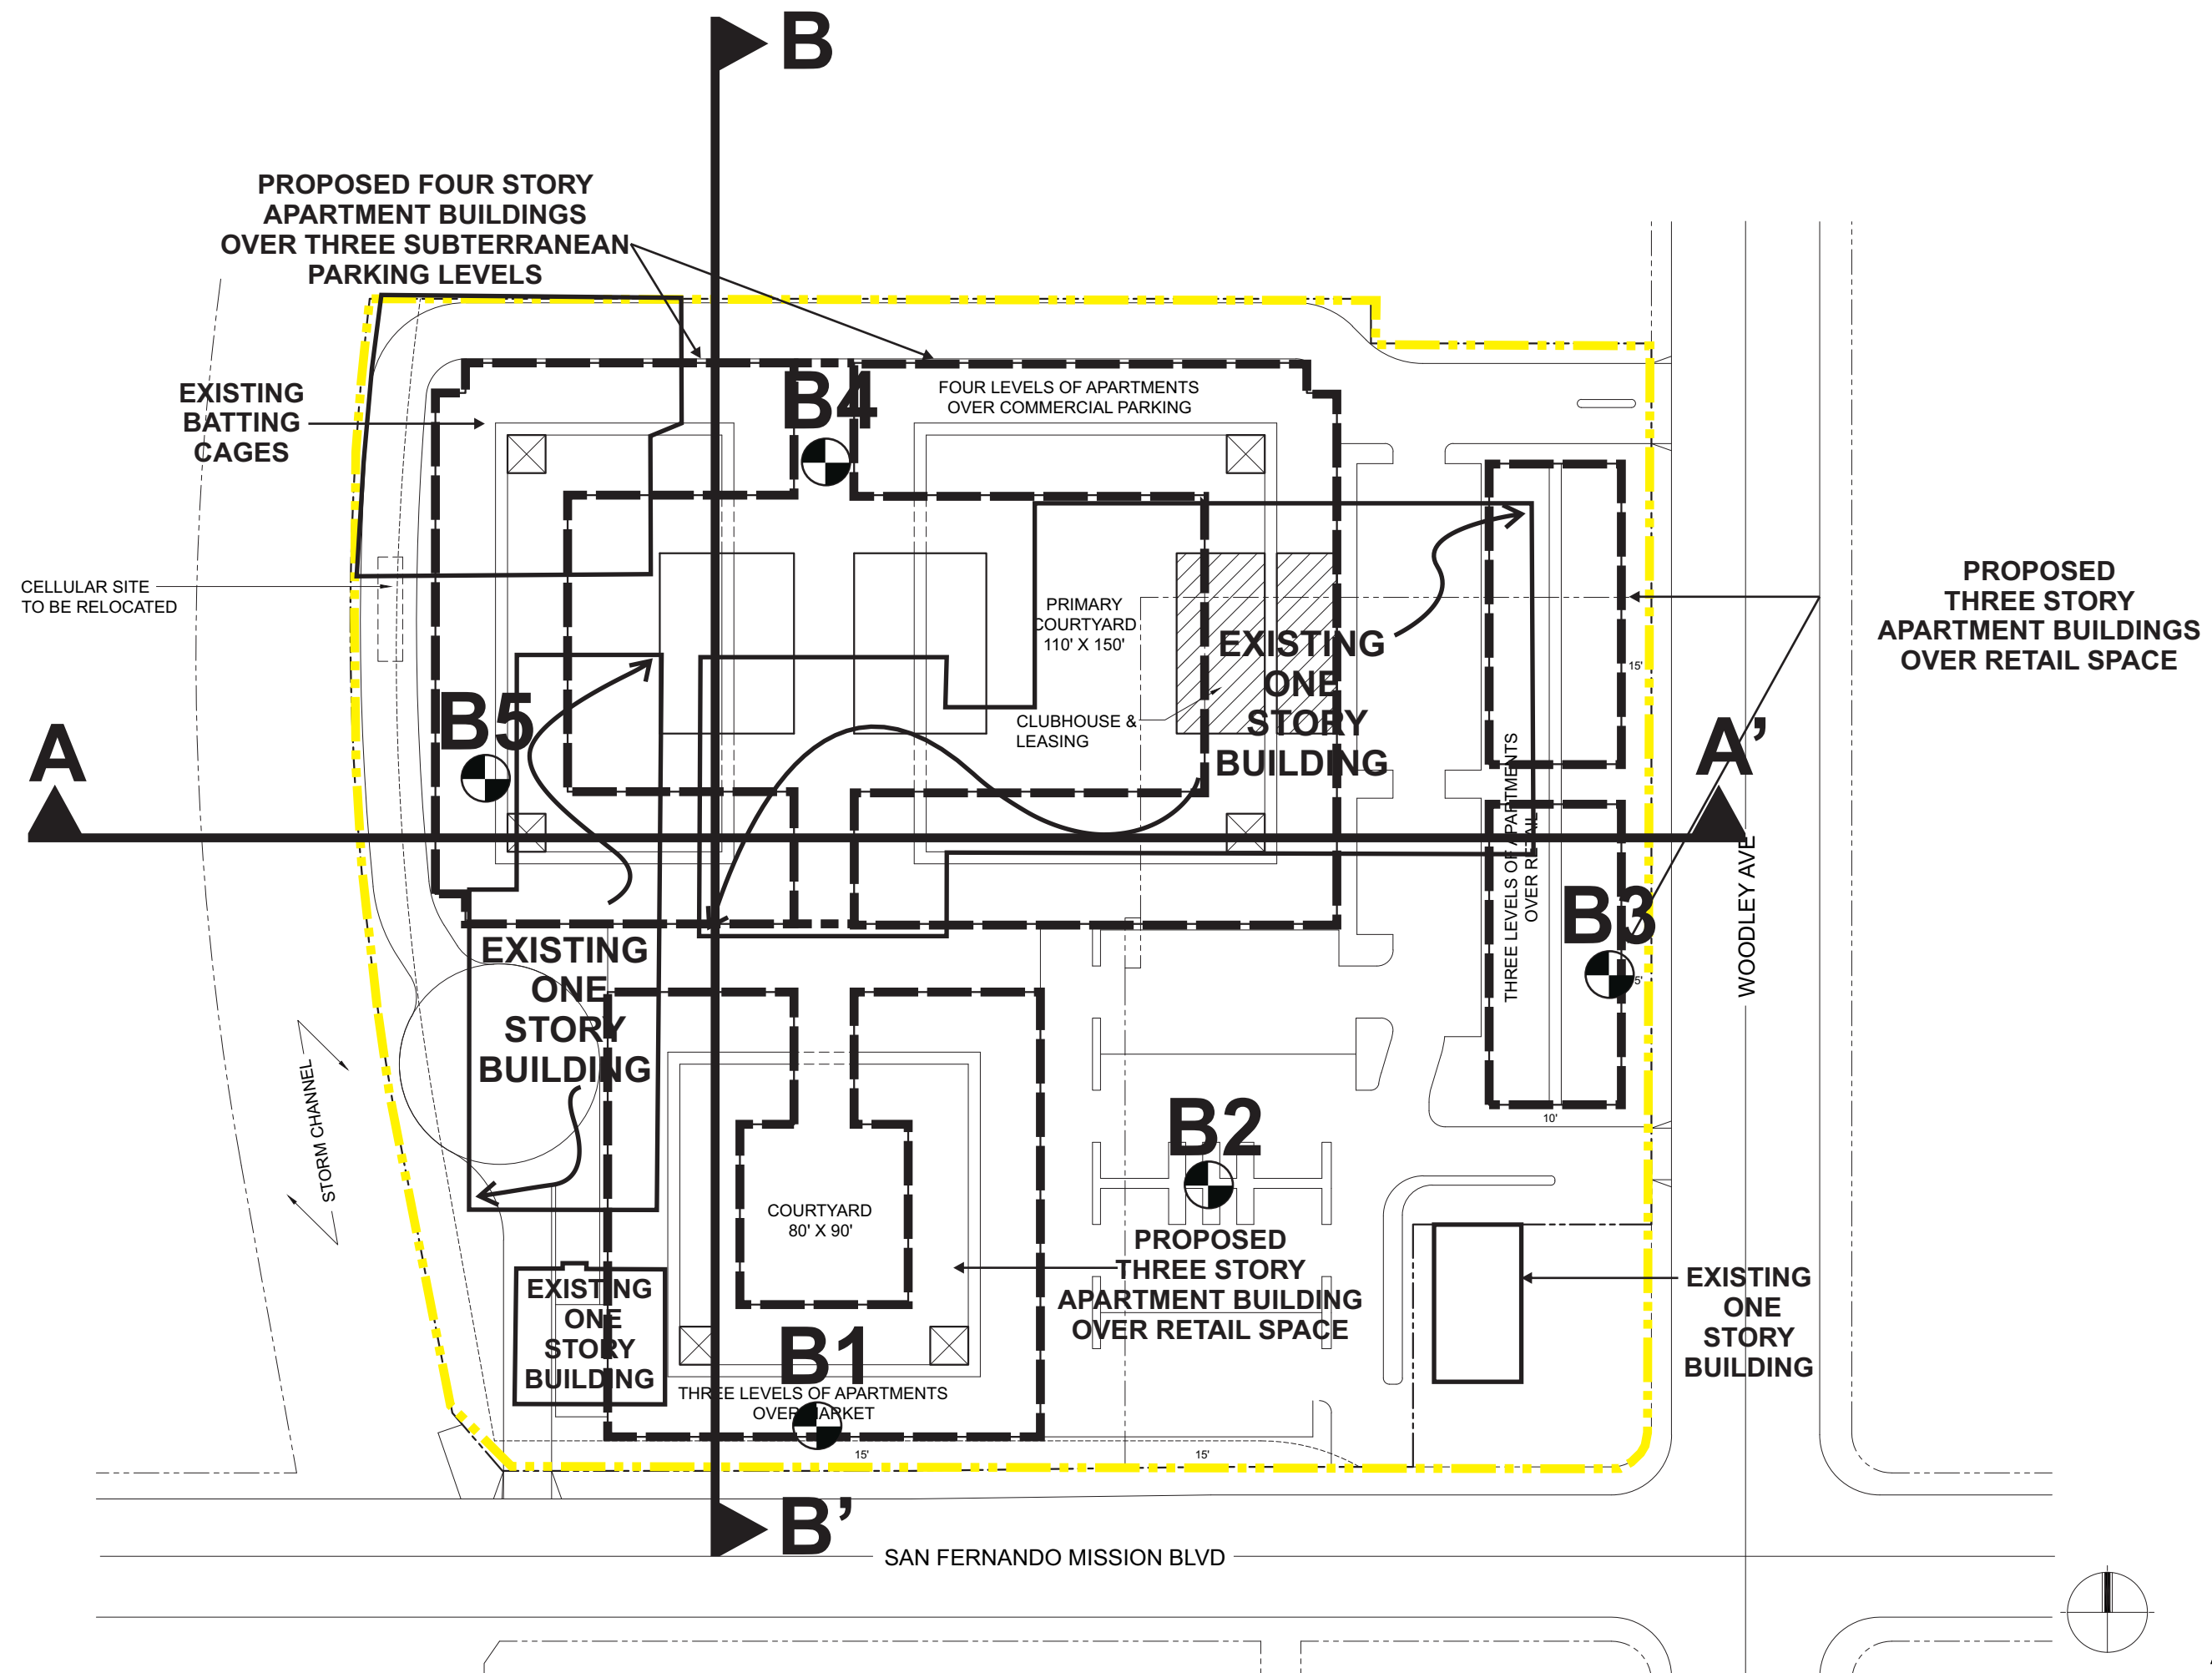 B
PROPOSED FOUR STORY
APARTMENT BUILDINGS
OVER THREE SUBTERRANEAN
PARKING LEVELS
EXISTING
BATTING
CAGES
B4
FOUR LEVELS OF APARTMENTS
OVER COMMERCIAL PARKING
CELLULAR SITE
TO BE RELOCATED
PRIMARY
COURTYARD
110' X 150'
EXISTING
ONE
STORY
BUILDING
PROPOSED
THREE STORY
APARTMENT BUILDINGS
OVER RETAIL SPACE
15'
CLUBHOUSE &
LEASING
B5
A
A’
THREE LEVELS OF APARTMENTS
OVER RETAIL
WOODLEY AVE
B3
5'
EXISTING
ONE
STORY
BUILDING
STORM CHANNEL
10'
B2
COURTYARD
80' X 90'
PROPOSED
THREE STORY
APARTMENT BUILDING
OVER RETAIL SPACE
EXISTING
ONE
STORY
BUILDING
EXISTING
ONE
STORY
BUILDING
B1
THREE LEVELS OF APARTMENTS
OVER MARKET
15'
15'
B’
SAN FERNANDO MISSION BLVD